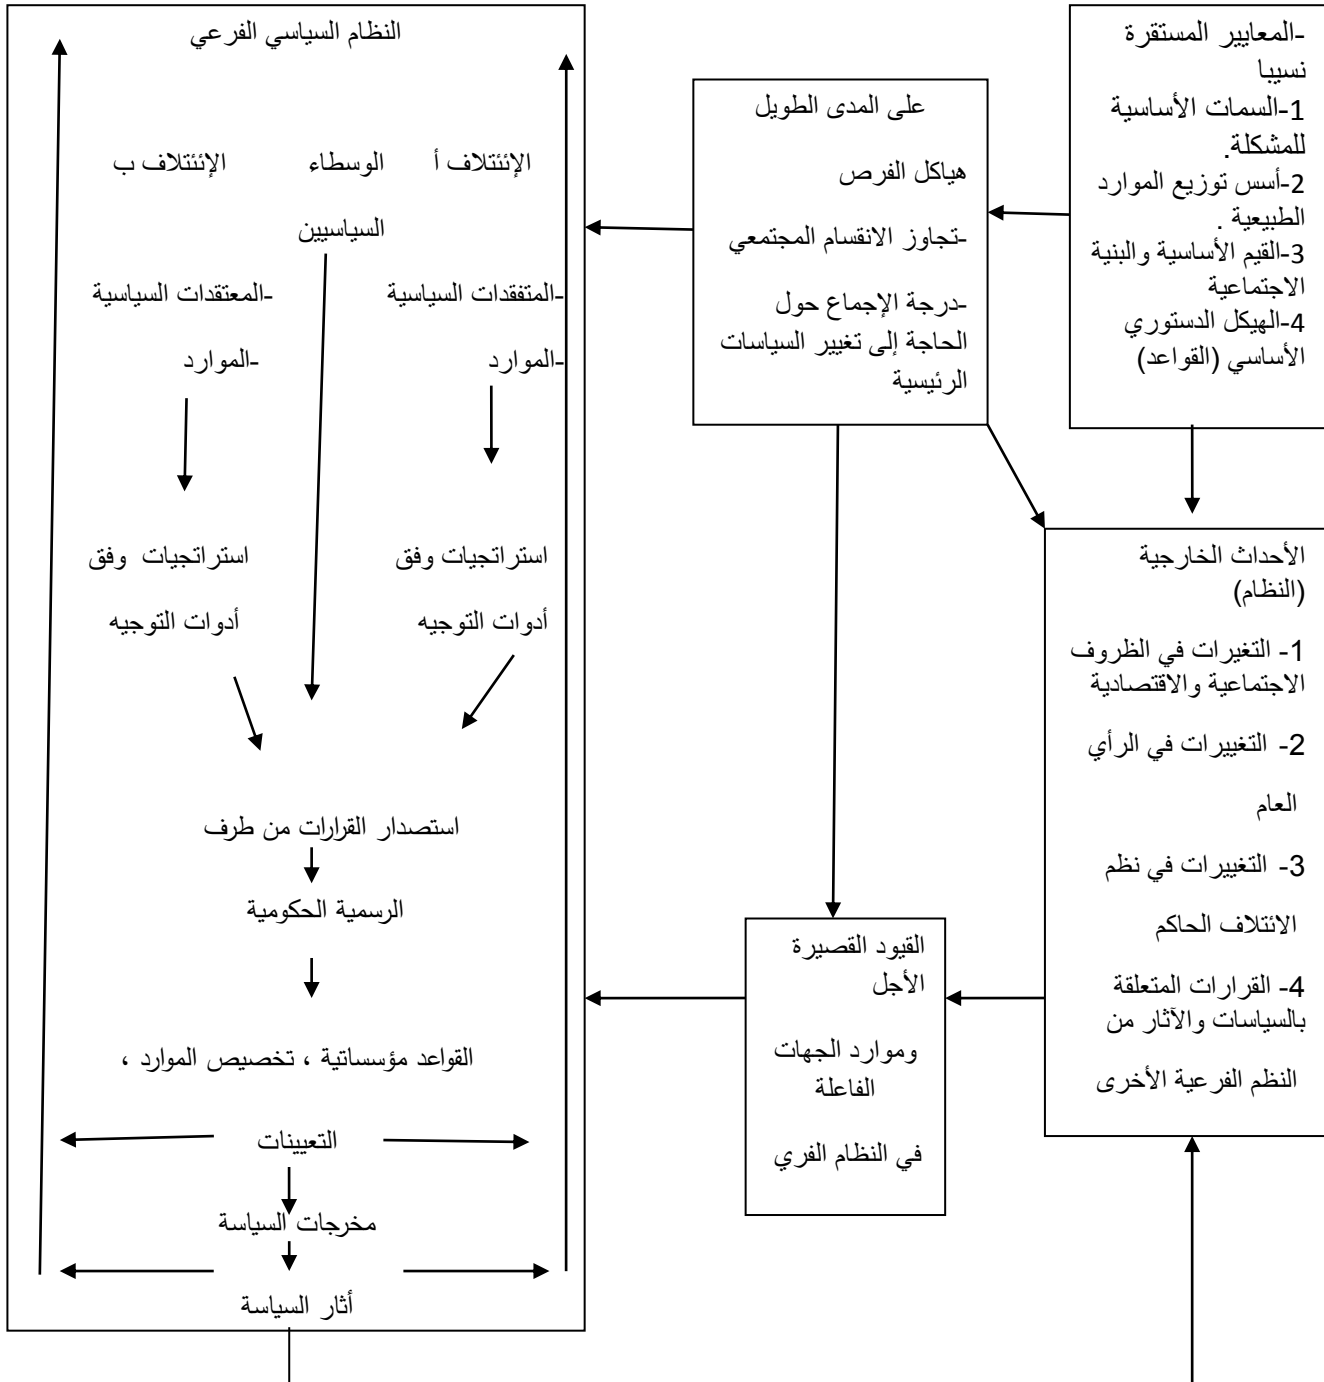 -المعايير المستقرة
نسيبا
1-السمات الأساسية
للمشكلة.
2-أسس توزيع الموارد
الطبيعية .
3-القيم الأساسية والبنية
الاجتماعية
4-الهيكل الدستوري
الأساسي (القواعد)
الأحداث الخارجية
(النظام)
1- التغيرات في الظروف
الاجتماعية والاقتصادية
2- التغييرات في الرأي
العام
3- التغييرات في نظم
الائتلاف الحاكم
4- القرارات المتعلقة
بالسياسات والآثار من
النظم الفرعية الأخرى
على المدى الطويل
هياكل الفرص
-تجاوز الانقسام المجتمعي
-درجة الإجماع حول
الحاجة إلى تغيير السياسات
الرئيسية
القيود القصيرة
الأجل
وموارد الجهات
الفاعلة
في النظام الفري
النظام السياسي الفرعي
الإئتلاف أ الوسطاء الإئتلاف ب
السياسيين
-المتفقدات السياسية -المعتقدات السياسية
-الموارد -الموارد
استراتجيات وفق استراتجيات وفق
أدوات التوجيه أدوات التوجيه
استصدار القرارات من طرف
الرسمية الحكومية
القواعد مؤسساتية ، تخصيص الموارد ،
التعيينات
مخرجات السياسة
أثار السياسة